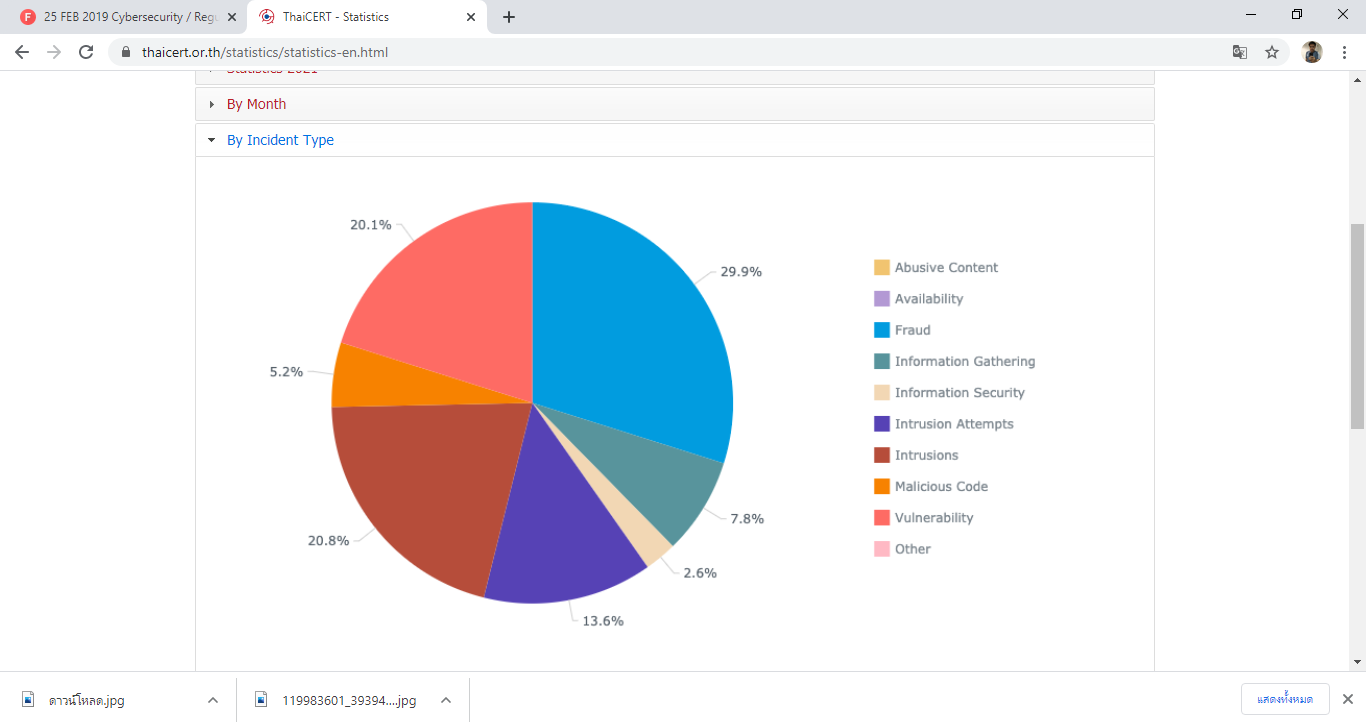 25 FEB 2019 Cybersecurity / Regu
ThaiCERT - Statistics
thaicert.or.th/statistics/statistics-en.html
Statistics 2021
By Month
By Incident Type
20.1%
29.9%
5.2%
7.8%
20.8%
2.6%
13.6%
Abusive Content
Availability
Fraud
Information Gathering
Information Security
Intrusion Attempts
Intrusions
Malicious Code
Vulnerability
Other
ดาวน์โหลด.jpg
119983601_39394....jpg
แสดงทั้งหมด